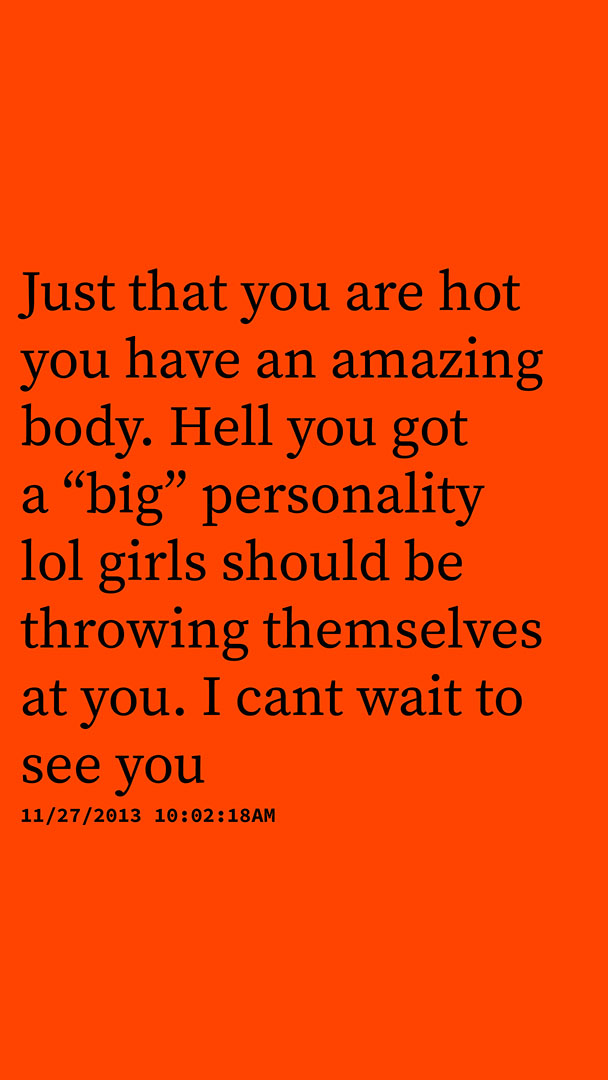 Just that you are hot
you have an amazing
body. Hell you got
a “big” personality
lol girls should be
throwing themselves
at you. I cant wait to
see you
11/27/2013 10:02:18AM